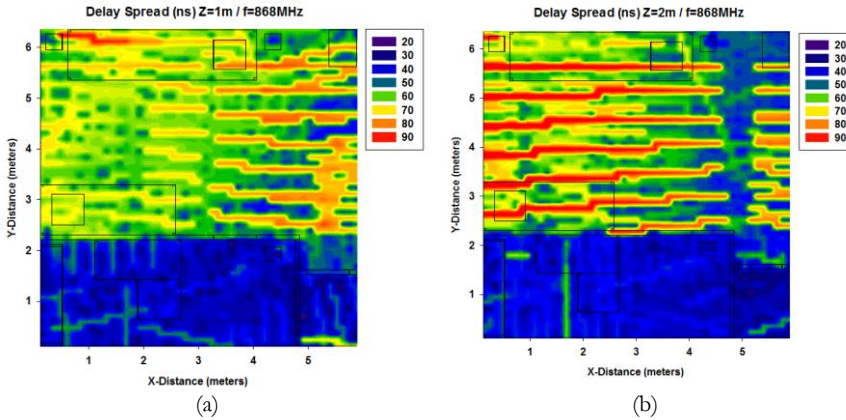 Delay Spread (ns) Z=1m / f=868MHz
6
5
4
3
2
1
Y-Distance (meters)
1 2 3 4 5
X-Distance (meters)
20
30
40
50
60
70
80
90
(a)
Delay Spread (ns) Z=2m / f=868MHz
6
5
4
3
2
1
Y-Distance (meters)
1 2 3 4 5
X-Distance (meters)
20
30
40
50
60
70
80
90
(b)